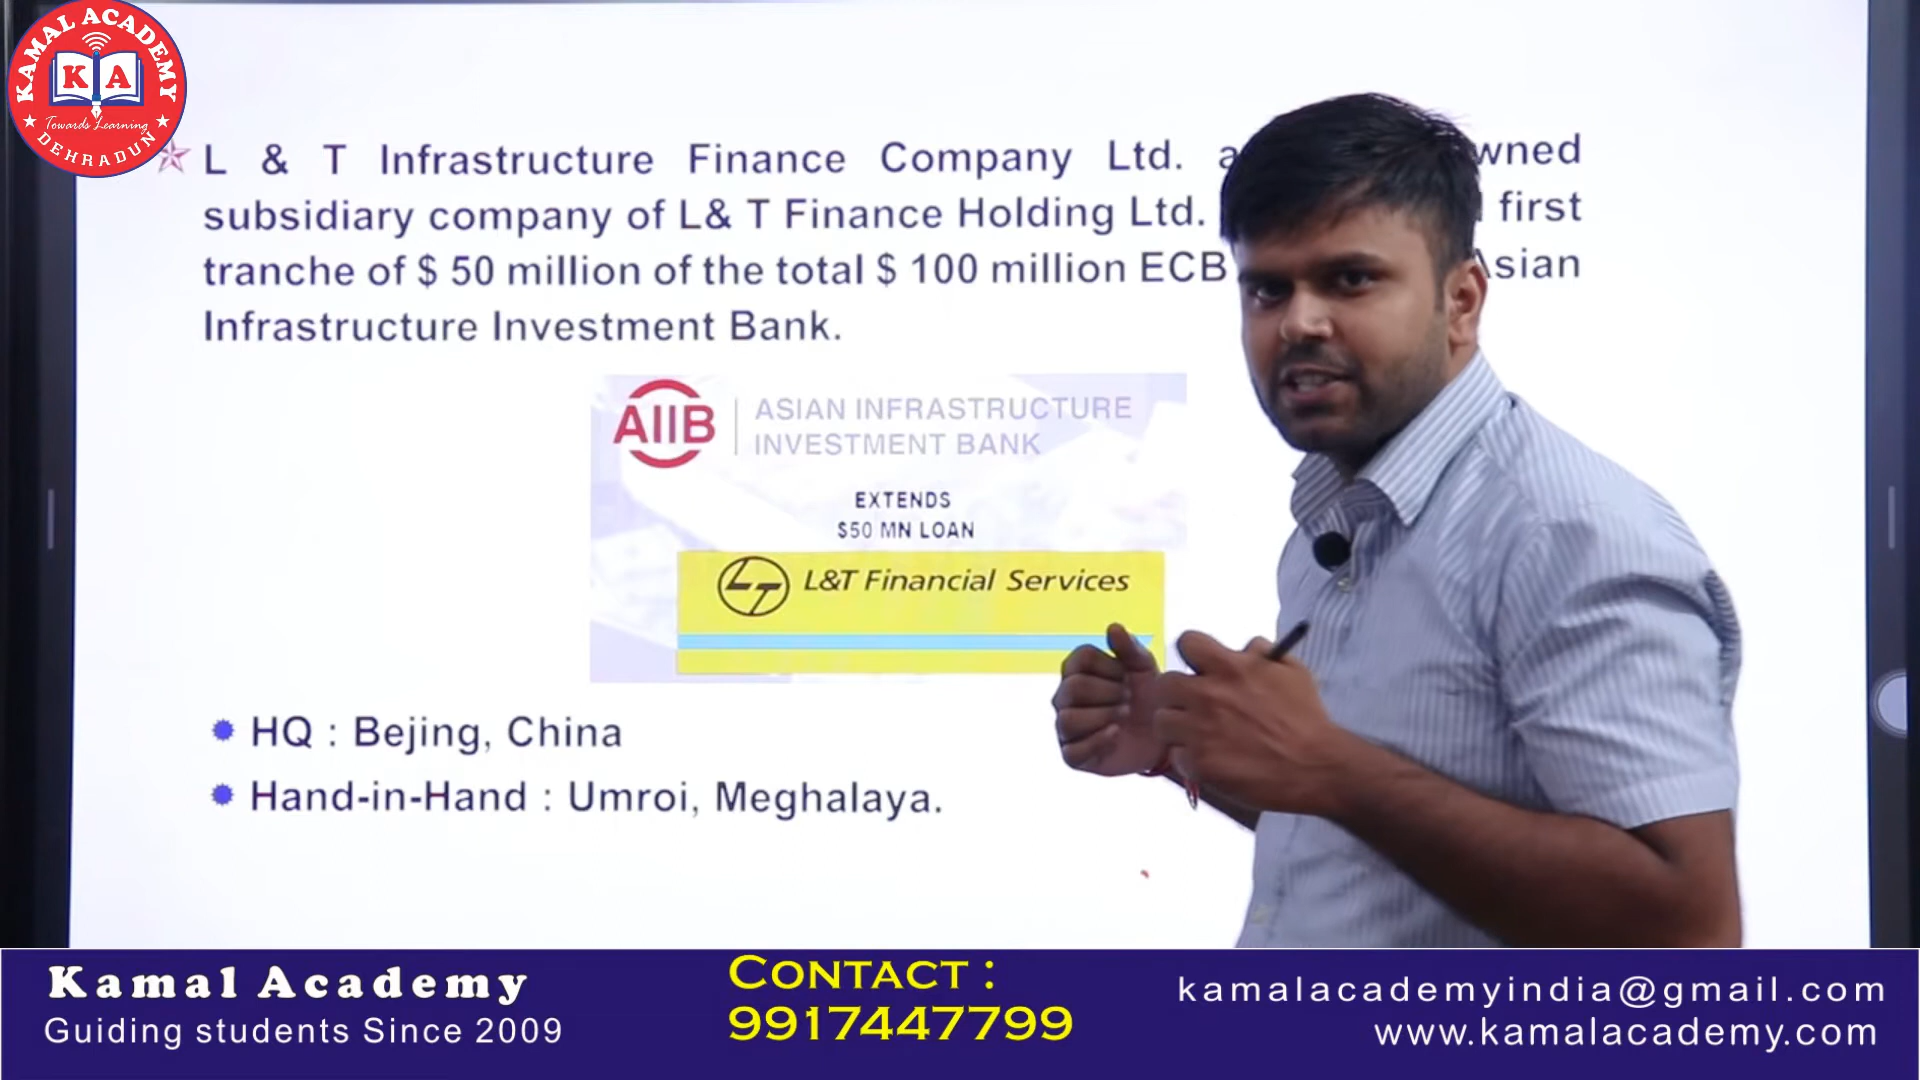 KAMAL ACADEMY
K A
Towards Learning
DEHRADUN
L & T Infrastructure Finance Company Ltd. a wned
subsidiary company of L& T Finance Holding Ltd. first
tranche of $ 50 million of the total $ 100 million ECB Asian
Infrastructure Investment Bank.
AIIB ASIAN INFRASTRUCTURE
INVESTMENT BANK
EXTENDS
$50 MN LOAN
LT L&T Financial Services
HQ : Bejing, China
Hand-in-Hand : Umroi, Meghalaya.
Kamal Academy
Guiding students Since 2009
CONTACT :
9917447799
kamalacademyindia@gmail.com
www.kamalacademy.com